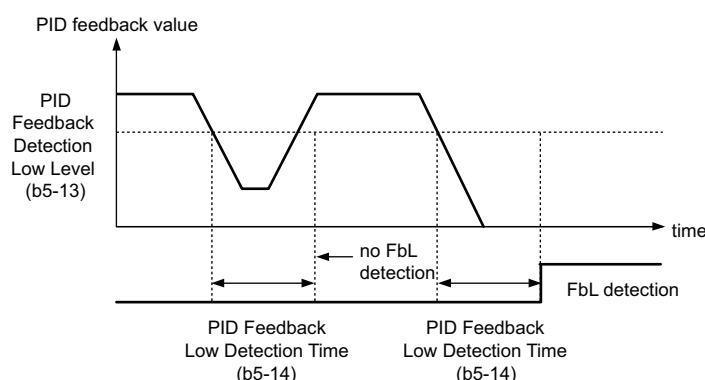 PID feedback value
PID
Feedback
Detection
Low Level
(b5-13)
time
no FbL
detection
FbL detection
PID Feedback
Low Detection Time
(b5-14)
PID Feedback
Low Detection Time
(b5-14)